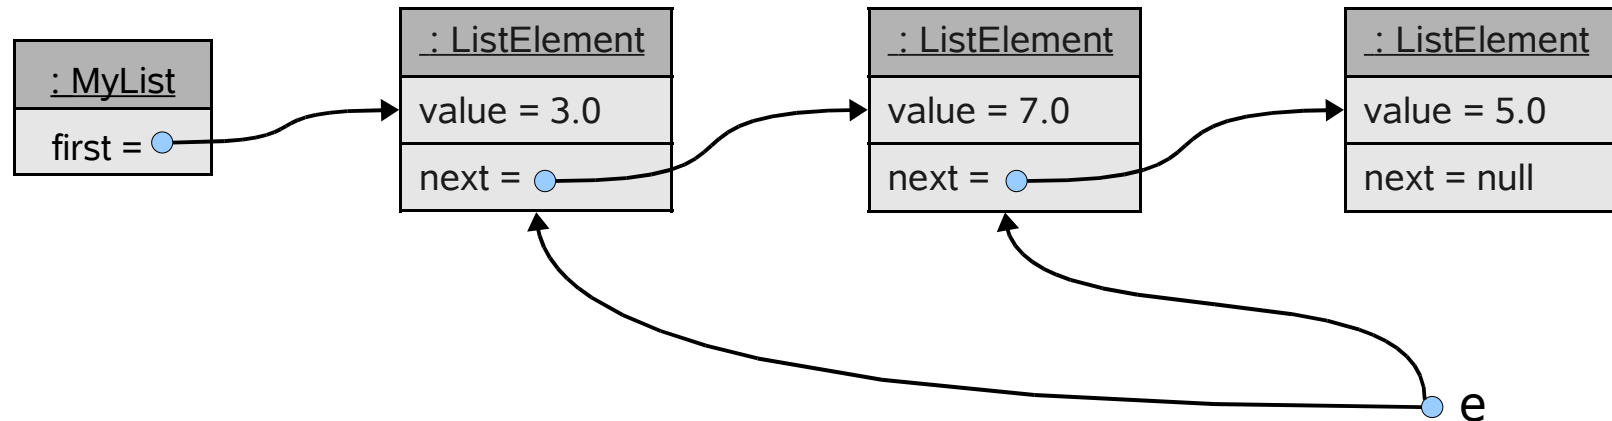 : MyList
first =
: ListElement
value = 3.0
next =
: ListElement
value = 7.0
next =
: ListElement
value = 5.0
next = null
e